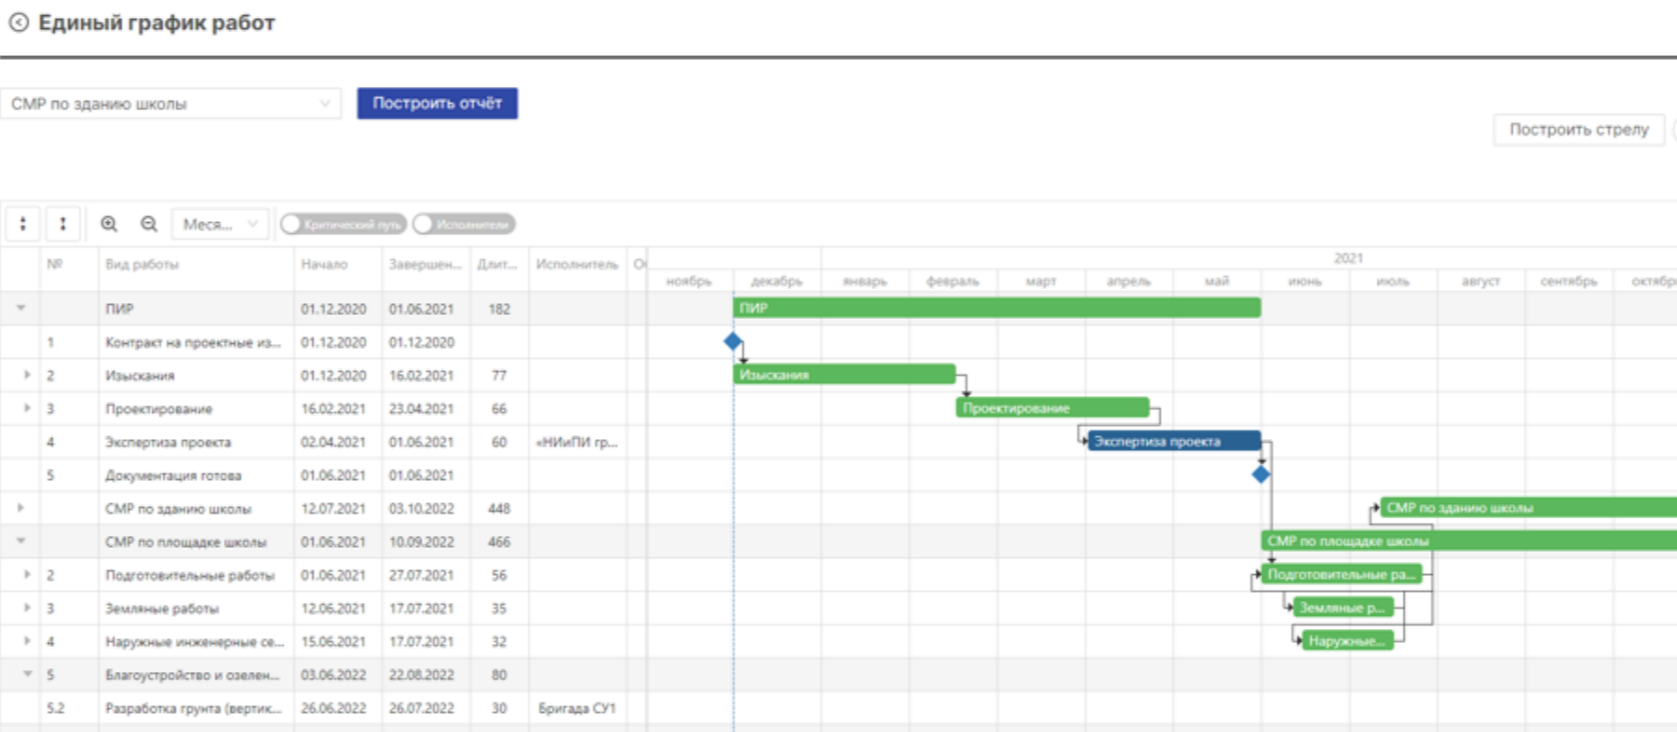 Единый график работ
СМР по зданию школы
Построить отчёт
Построить стрелу
Меся...
Критический путь
Исполнители
№ Вид работы Начало Завершен... Длит... Исполнитель
2021
ноябрь декабрь январь февраль март апрель май июнь июль август сентябрь октябр
ПИР 01.12.2020 01.06.2021 182 ПИР
1 Контракт на проектные из... 01.12.2020 01.12.2020
2 Изыскания 01.12.2020 16.02.2021 77 Изыскания
3 Проектирование 16.02.2021 23.04.2021 66 Проектирование
4 Экспертиза проекта 02.04.2021 01.06.2021 60 «НИиПИ гр... Экспертиза проекта
5 Документация готова 01.06.2021 01.06.2021
СМР по зданию школы 12.07.2021 03.10.2022 448 СМР по зданию школы
СМР по площадке школы 01.06.2021 10.09.2022 466 СМР по площадке школы
2 Подготовительные работы 01.06.2021 27.07.2021 56 Подготовительные ра...
3 Земляные работы 12.06.2021 17.07.2021 35 Земляные р...
4 Наружные инженерные се... 15.06.2021 17.07.2021 32 Наружные...
5 Благоустройство и озелен... 03.06.2022 22.08.2022 80
5.2 Разработка грунта (вертик... 26.06.2022 26.07.2022 30 Бригада СУ1